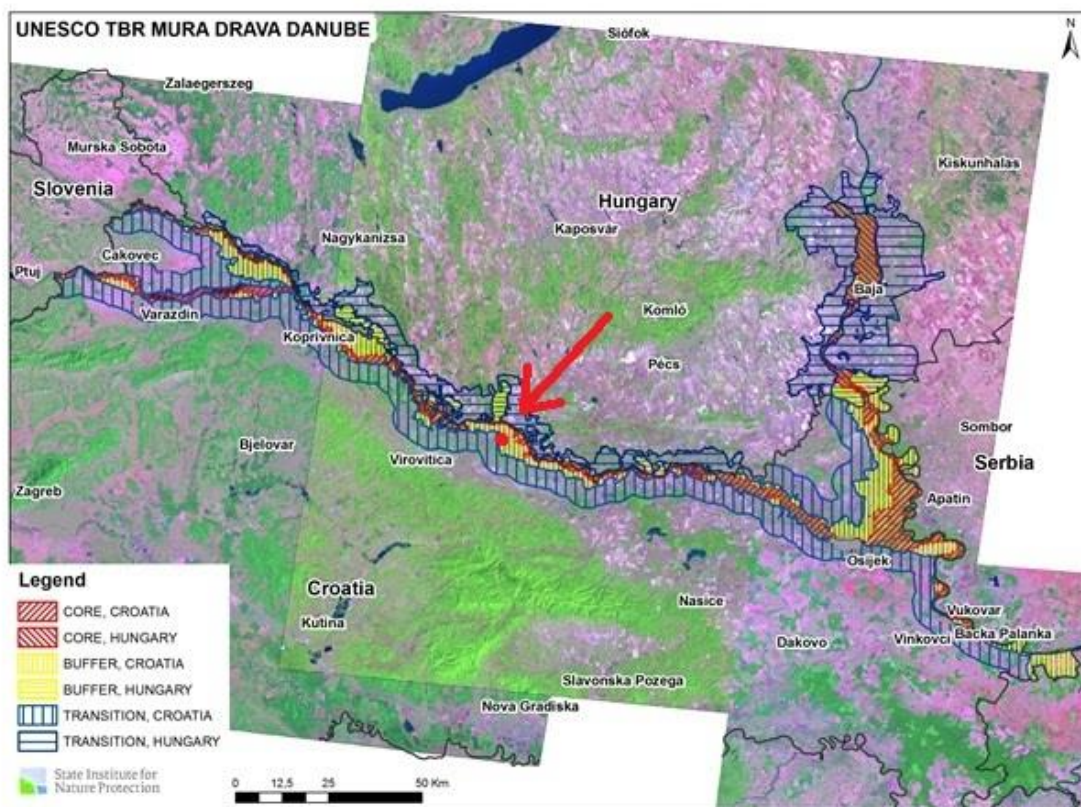 UNESCO TBR MURA DRAVA DANUBE
N
Siófok
Zalaegerszeg
Murska Sobota
Kiskunhalas
Slovenia
Hungary
Nagykanizsa
Kaposvár
Cakovec
Ptuj
Baja
Varazdin
Komló
Koprivnica
Pécs
Sombor
Bjelovar
Virovitica
Serbia
Zagreb
Apatin
Osijek
Legend
CORE, CROATIA
CORE, HUNGARY
BUFFER, CROATIA
BUFFER, HUNGARY
TRANSITION, CROATIA
TRANSITION, HUNGARY
Croatia
Nasice
Kutina
Vukovar
Dakovo
Vinkovci
Backa Palanka
Slavonska Pozega
Nova Gradiska
State Institute for
Nature Protection
0 12,5 25 50 Km